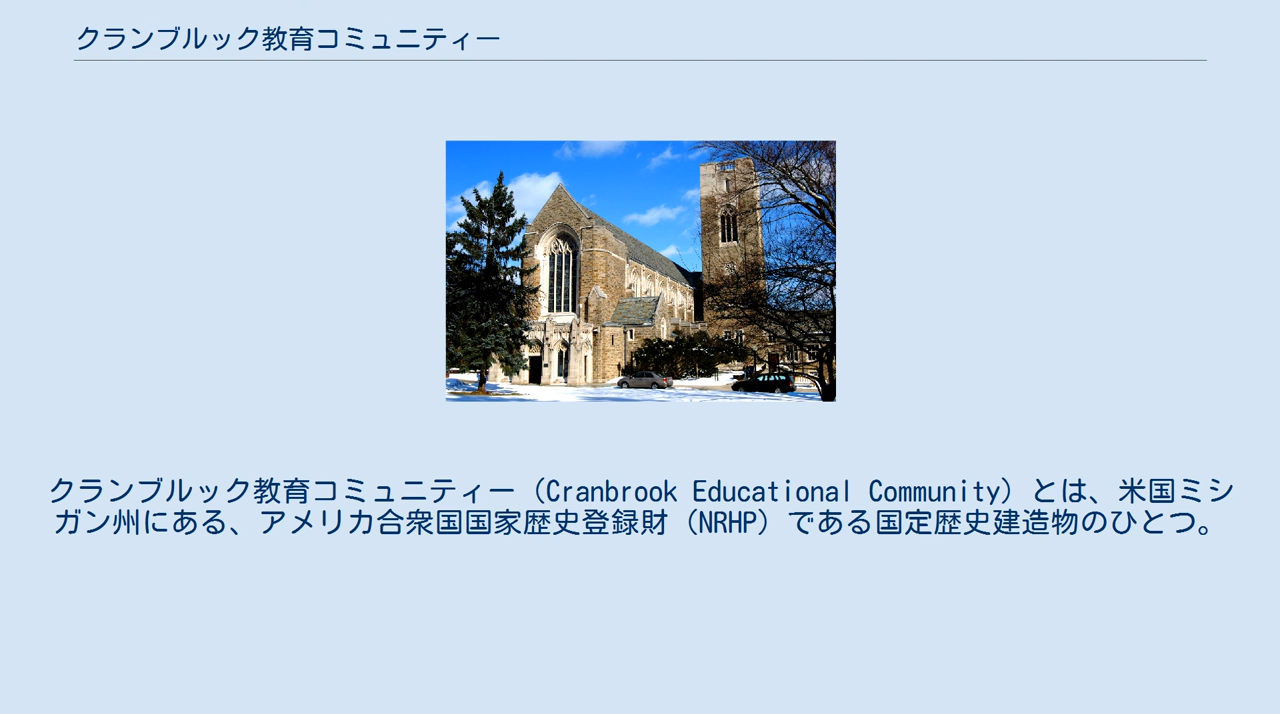 クランブルック教育コミュニティー
クランブルック教育コミュニティー（Cranbrook Educational Community）とは、米国ミシ
ガン州にある、アメリカ合衆国国家歴史登録財（NRHP）である国定歴史建造物のひとつ。